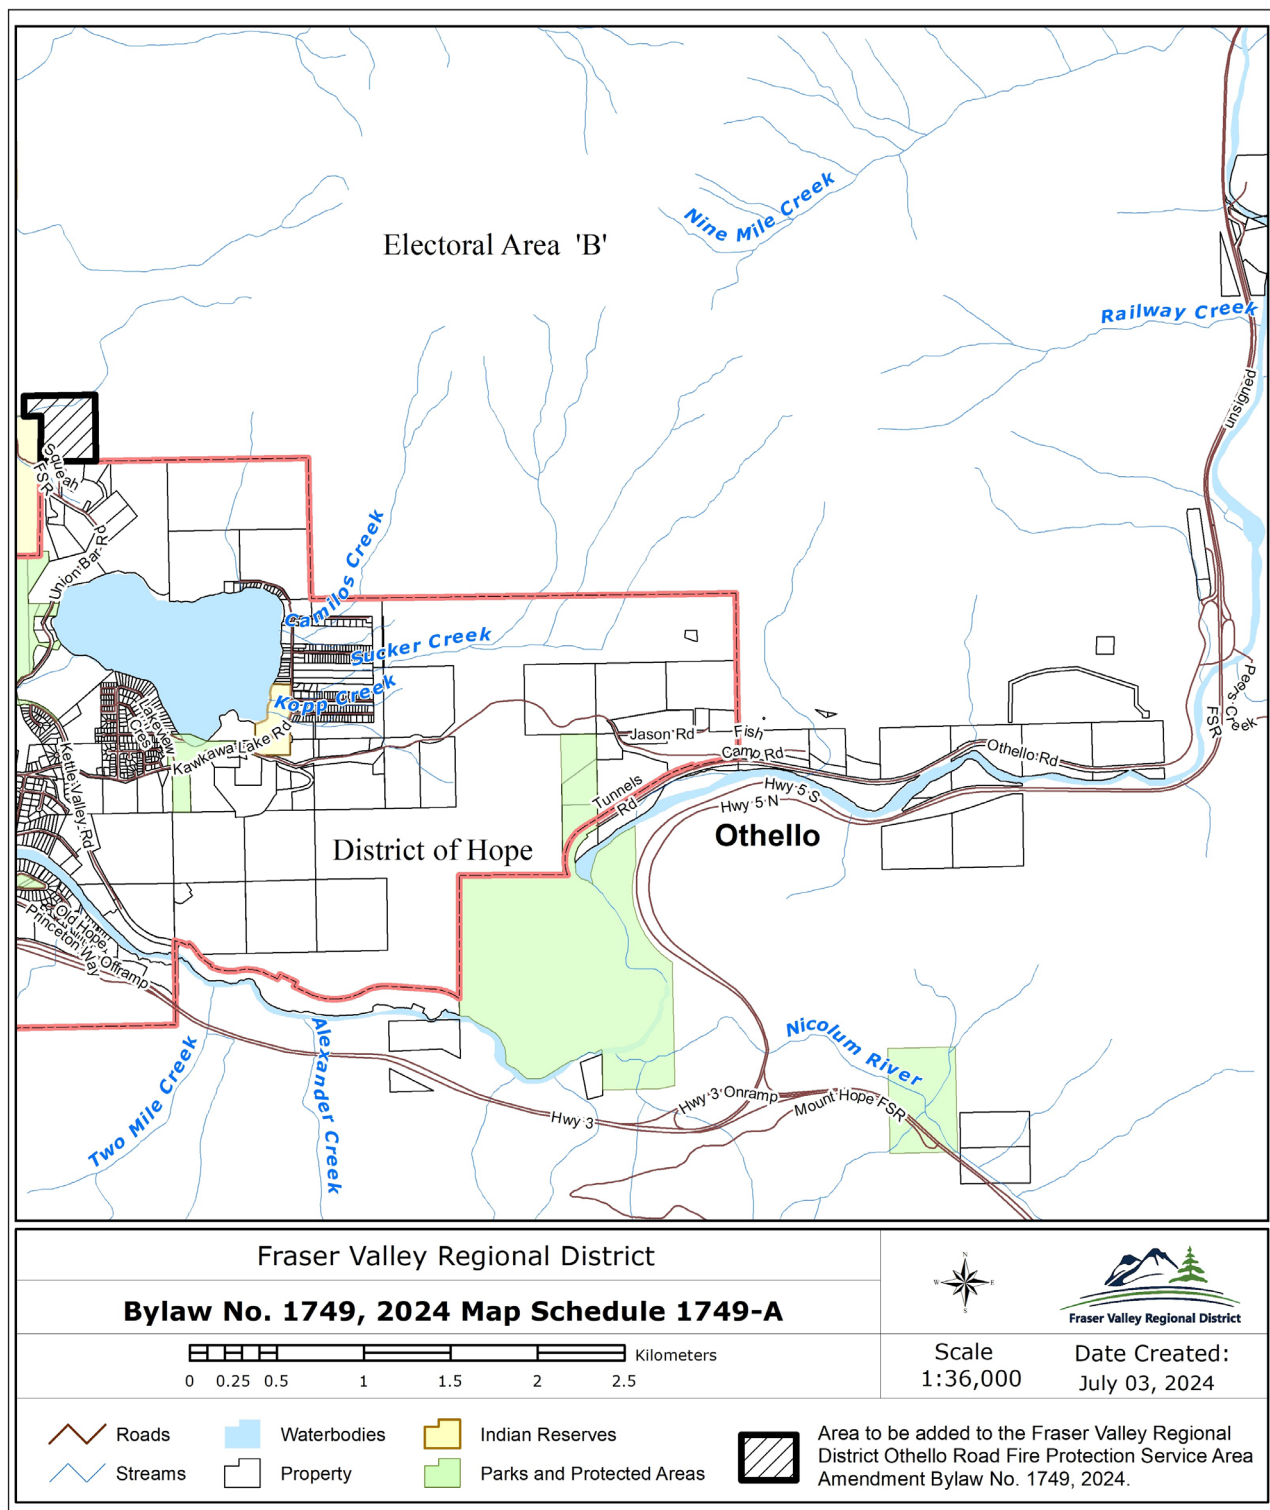 Nine Mile Creek
Electoral Area 'B'
Railway Creek
unsigned
Squeah
FSR
Union Bar Rd
Camilos Creek
Sucker Creek
Kopp Creek
Lakeview
Cres
Kawkawa Lake Rd
Kettle Valley Rd
Jason Rd
Fish
Camp Rd
Othello Rd
Peers Creek
FSR
Tunnels
Rd
Hwy 5 S
Hwy 5 N
Othello
District of Hope
Old Hope
Princeton Way
Offramp
Nicolum River
Two Mile Creek
Alexander Creek
Hwy 3
Hwy 3 Onramp
Mount Hope FSR
Fraser Valley Regional District
Bylaw No. 1749, 2024 Map Schedule 1749-A
Kilometers
0 0.25 0.5 1 1.5 2 2.5
N
W E
S
Fraser Valley Regional District
Scale
1:36,000
Date Created:
July 03, 2024
Roads
Waterbodies
Indian Reserves
Streams
Property
Parks and Protected Areas
Area to be added to the Fraser Valley Regional
District Othello Road Fire Protection Service Area
Amendment Bylaw No. 1749, 2024.